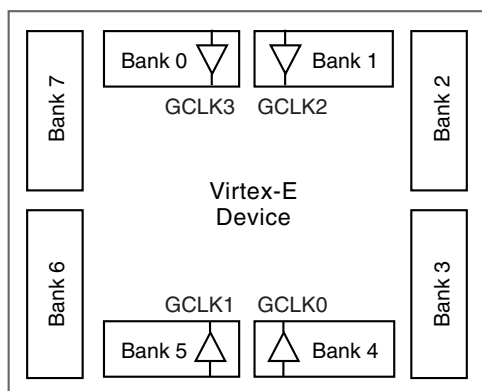 Bank 0
Bank 1
GCLK3
GCLK2
Bank 7
Bank 2
Virtex-E
Device
Bank 6
Bank 3
GCLK1
GCLK0
Bank 5
Bank 4